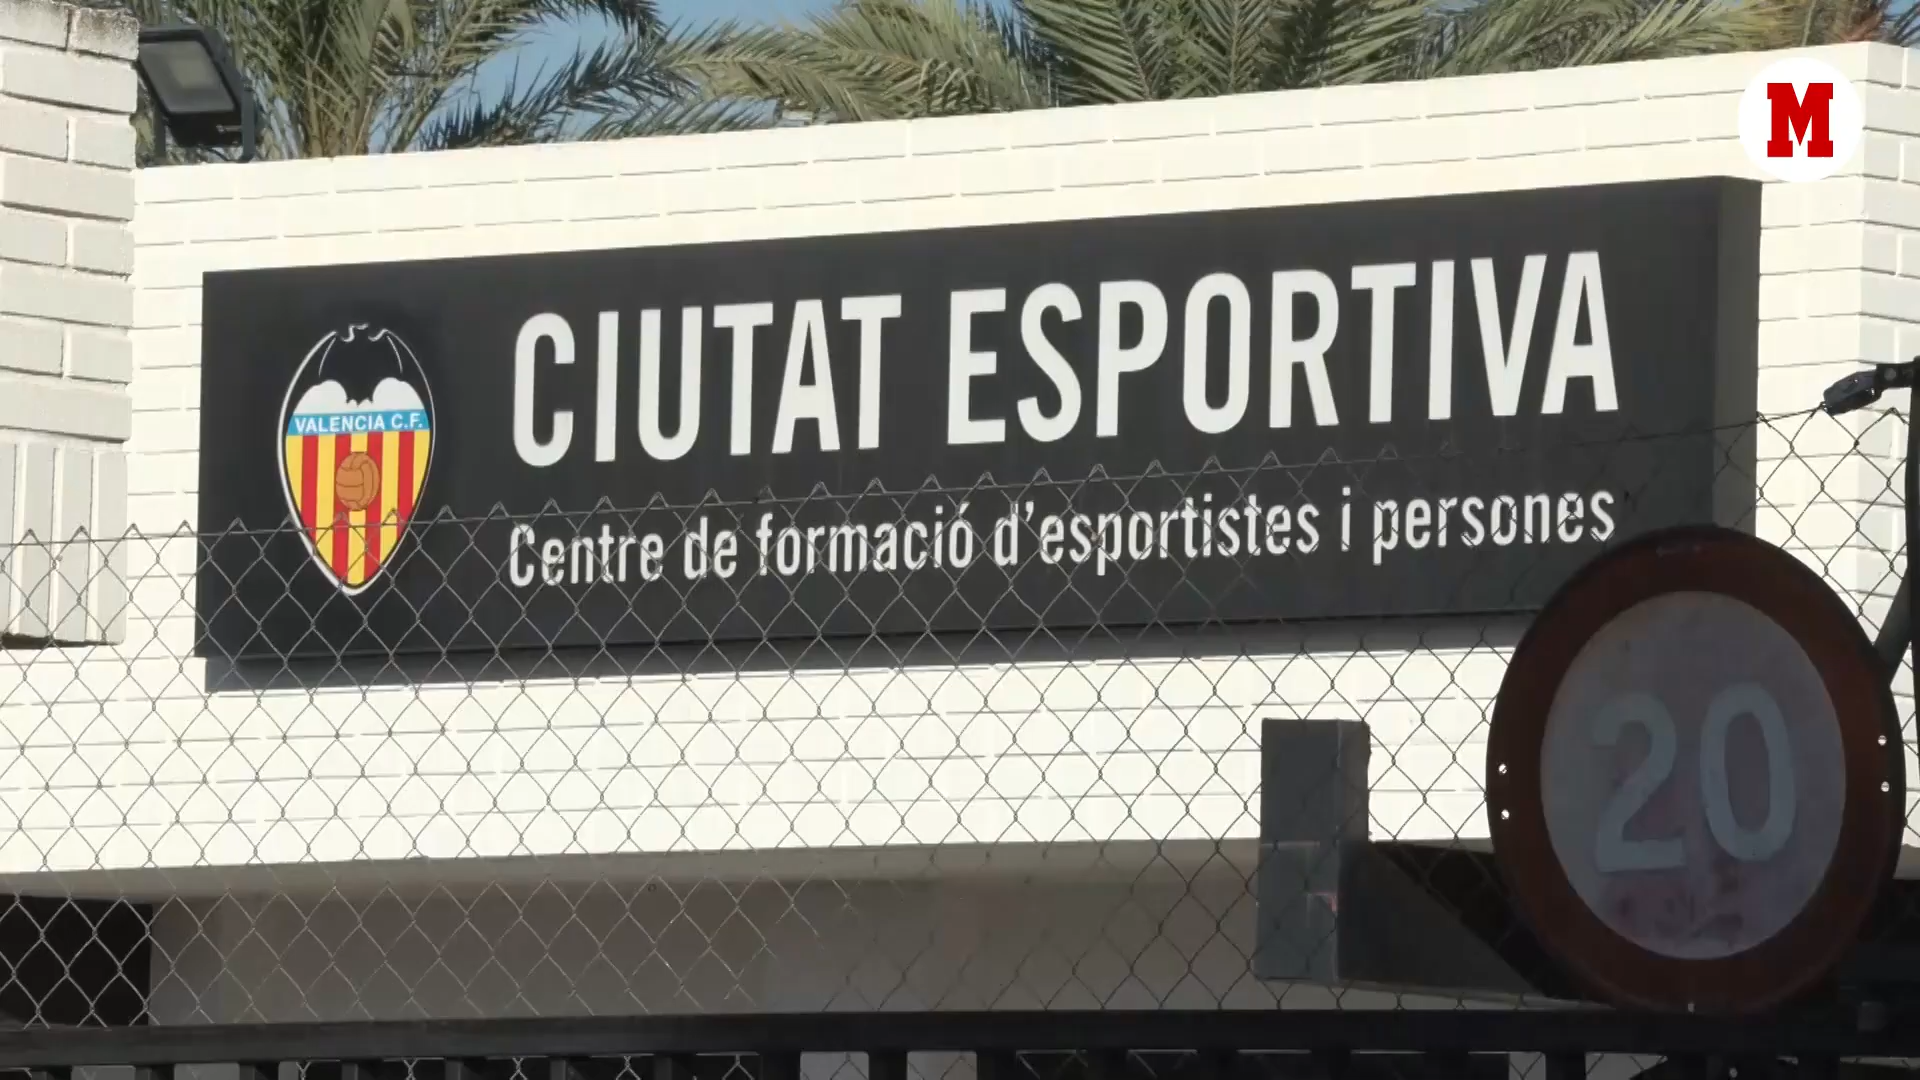 M
CIUTAT ESPORTIVA
VALENCIA C.F.
Centre de formació d'esportistes i persones
20